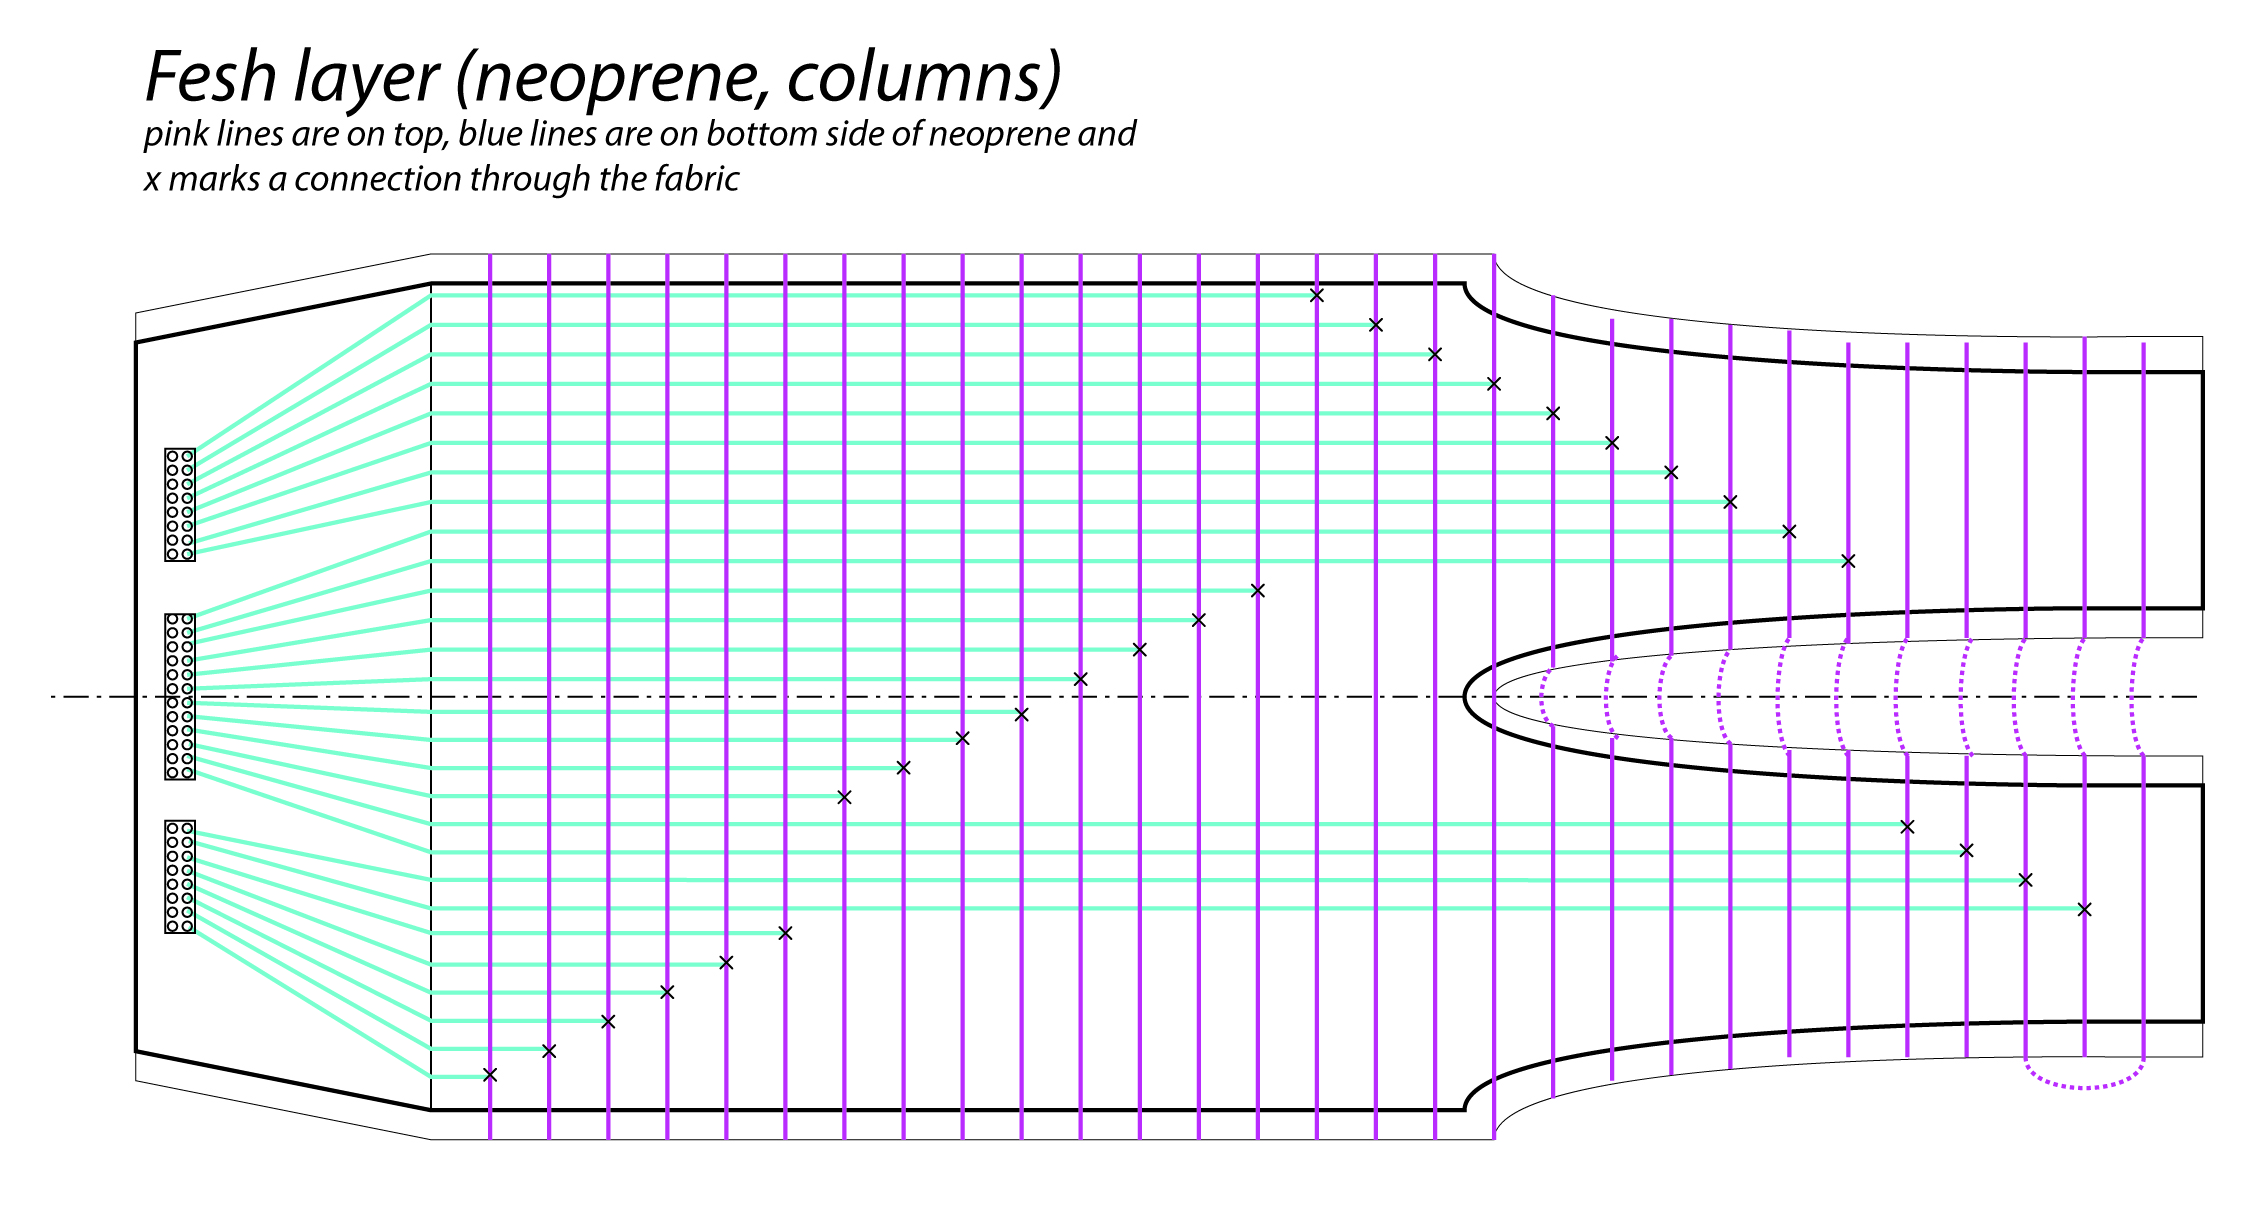 Fesh layer (neoprene, columns)
pink lines are on top, blue lines are on bottom side of neoprene and
x marks a connection through the fabric